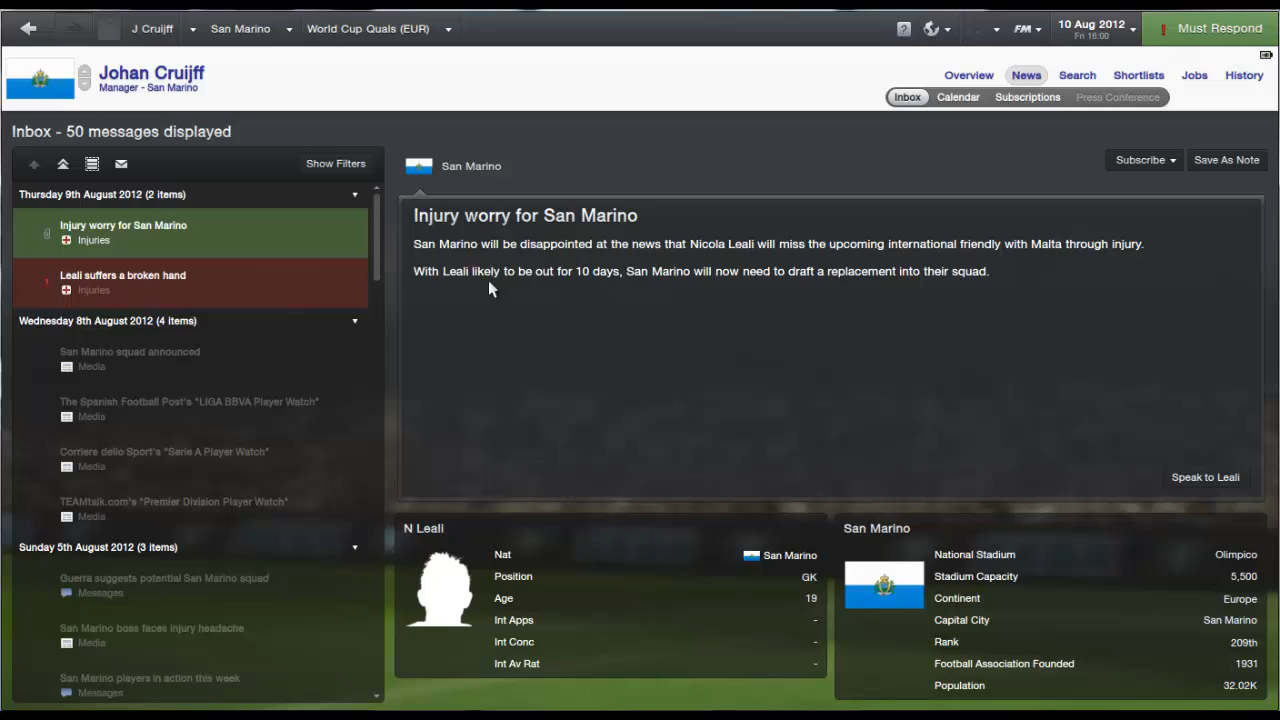 J Cruijff
San Marino
World Cup Quals (EUR)
?
FM
10 Aug 2012
Fri 16:00
! Must Respond
Johan Cruijff
Manager - San Marino
Overview
News
Search
Shortlists
Jobs
History
Inbox
Calendar
Subscriptions
Press Conference
Inbox - 50 messages displayed
Show Filters
Thursday 9th August 2012 (2 items)
Injury worry for San Marino
Injuries
Leali suffers a broken hand
Injuries
Wednesday 8th August 2012 (4 items)
San Marino squad announced
Media
The Spanish Football Post's "LIGA BBVA Player Watch"
Media
Corriere dello Sport's "Serie A Player Watch"
Media
TEAMtalk.com's "Premier Division Player Watch"
Media
Sunday 5th August 2012 (3 items)
Guerra suggests potential San Marino squad
Messages
San Marino boss faces injury headache
Media
San Marino players in action this week
Messages
San Marino
Subscribe
Save As Note
Injury worry for San Marino
San Marino will be disappointed at the news that Nicola Leali will miss the upcoming international friendly with Malta through injury.
With Leali likely to be out for 10 days, San Marino will now need to draft a replacement into their squad.
Speak to Leali
N Leali
Nat San Marino
Position GK
Age 19
Int Apps -
Int Conc -
Int Av Rat -
San Marino
National Stadium Olimpico
Stadium Capacity 5,500
Continent Europe
Capital City San Marino
Rank 209th
Football Association Founded 1931
Population 32.02K